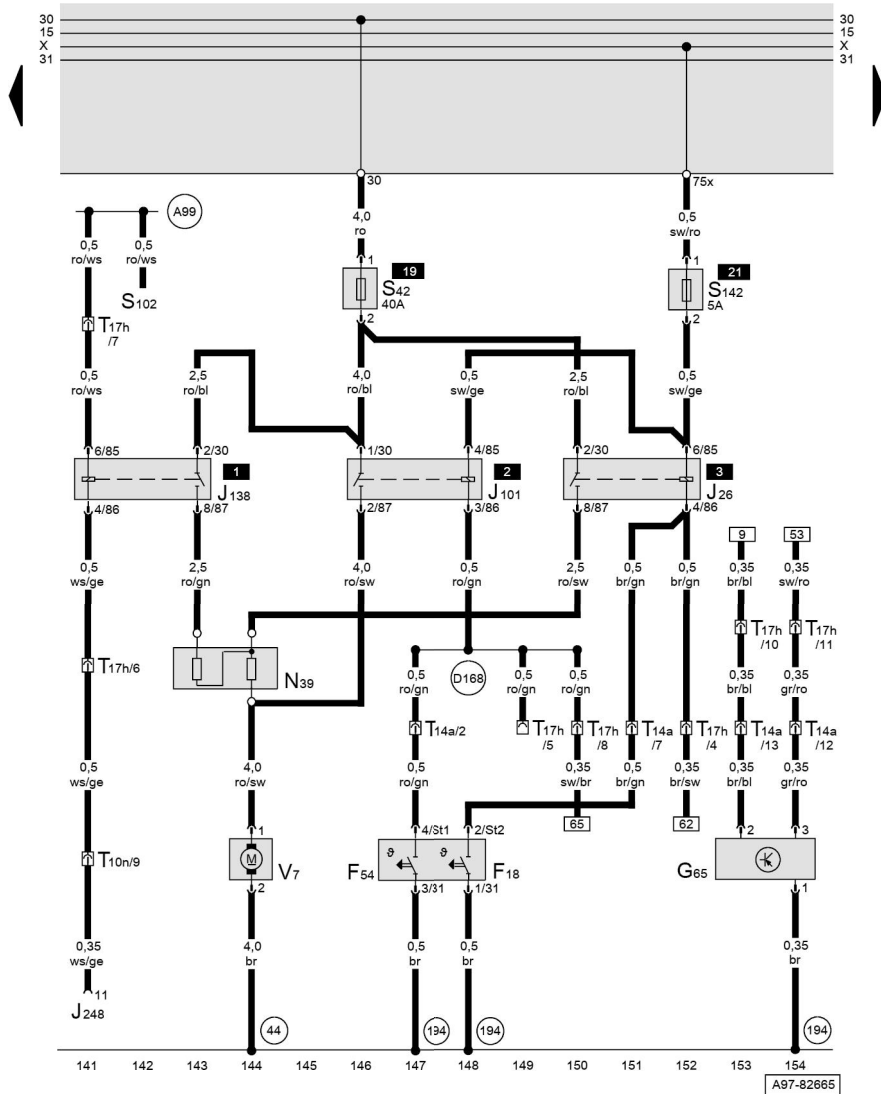 30 30
15 15
X X
31 31
30 75x
A99
4,0 0,5
ro sw/ro
0,5 0,5
ro/ws ro/ws
1 19 1 21
S42 S142
40A 5A
S102
2 2
T17h
/7
0,5 2,5 4,0 0,5 2,5 0,5
ro/ws ro/bl ro/bl sw/ge ro/bl sw/ge
6/85 2/30 1/30 4/85 2/30 6/85
1 2 3
J138 J101 J26
4/86 8/87 2/87 3/86 8/87 4/86
9 53
0,5 2,5 4,0 0,5 2,5 0,5 0,5 0,35 0,35
ws/ge ro/gn ro/sw ro/gn ro/sw br/gn br/gn br/bl sw/ro
T17h T17h
/10 /11
T17h/6
N39
D168
0,5 0,5 0,5 0,35 0,35
ro/gn ro/gn ro/gn br/bl gr/ro
T14a/2 T17h T17h T14a T17h T14a T14a
/5 /8 /7 /4 /13 /12
0,5 4,0 0,5 0,35 0,5 0,35 0,35 0,35
ws/ge ro/sw ro/gn sw/br br/gn br/sw br/bl gr/ro
65 62
1 4/St1 2/St2 2 3
ϑ ϑ
T10n/9
M
V7 F54 F18 G65
2 3/31 1/31 1
0,35 4,0 0,5 0,5 0,35
ws/ge br br br br
11
J248
44 194 194 194
141 142 143 144 145 146 147 148 149 150 151 152 153 154
A97-82665